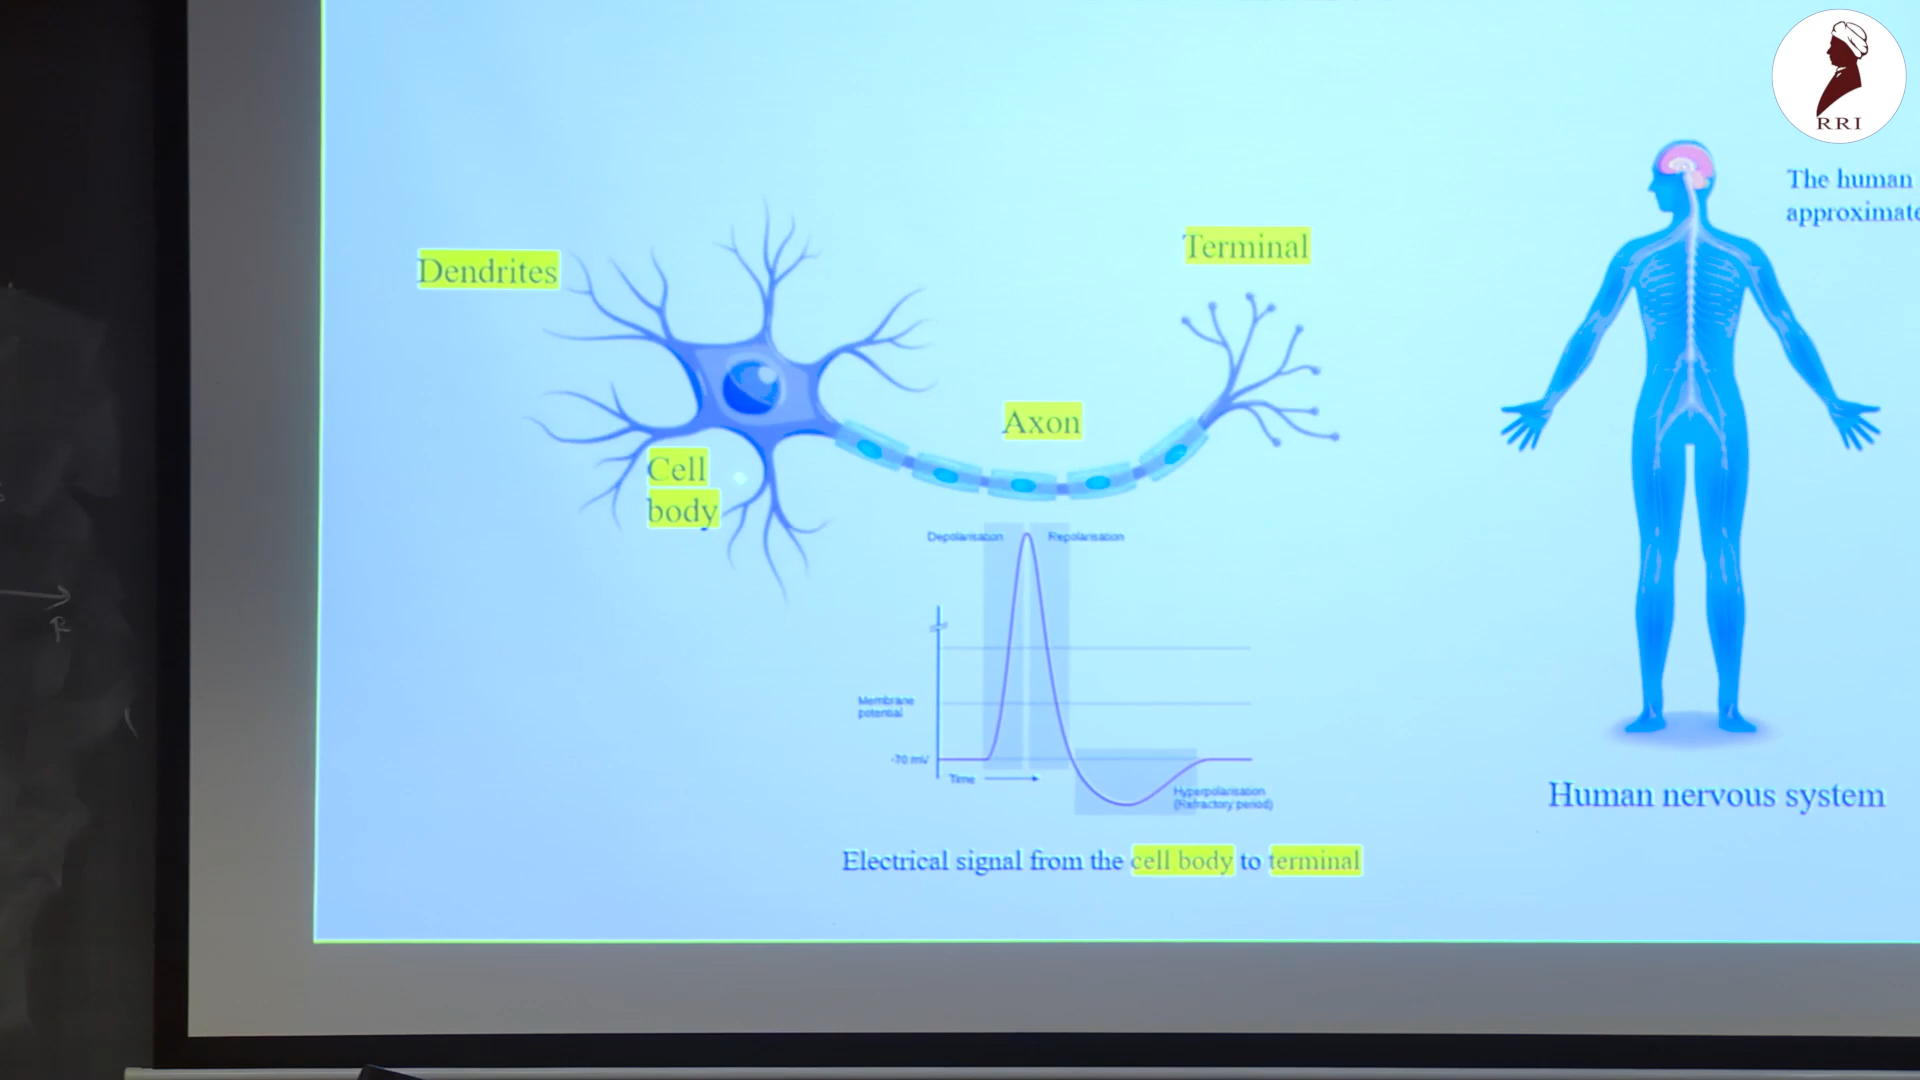 RRI
The human
Dendrites
Terminal
Axon
Cell
body
Depolarisation
Repolarisation
Membrane
potential
-70 mV
Time
Hyperpolarisation
(Refractory period)
Electrical signal from the cell body to terminal
Human nervous system